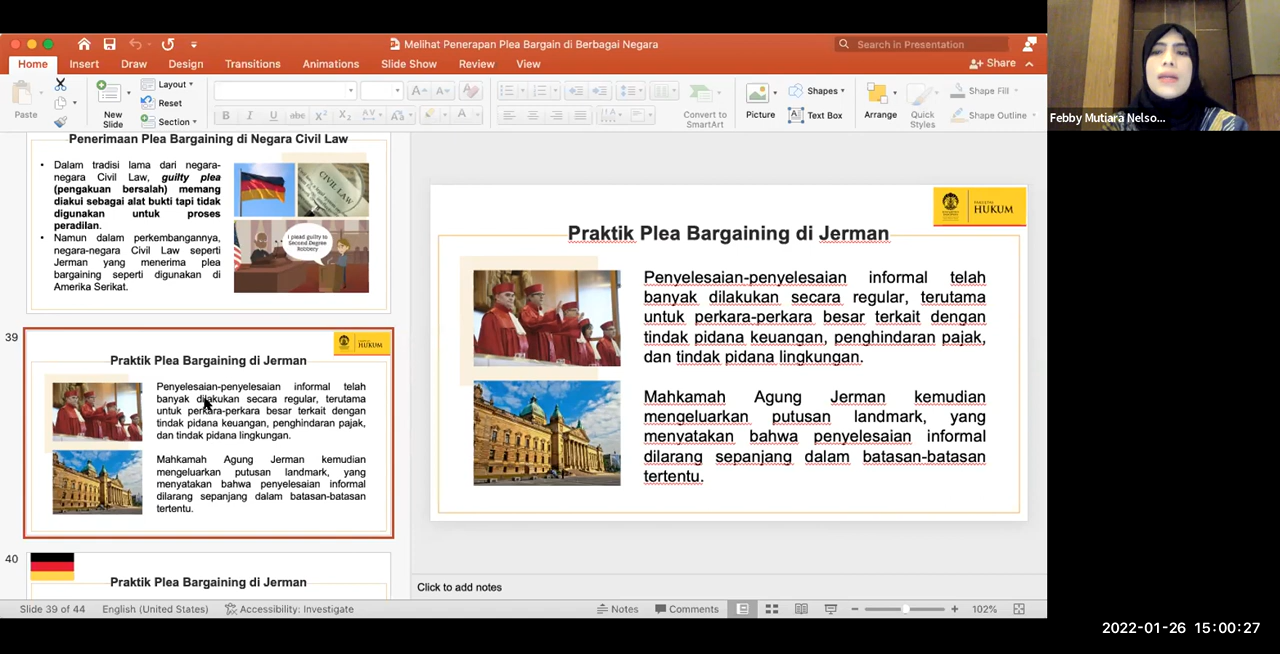 Melihat Penerapan Plea Bargain di Berbagai Negara
Search in Presentation
Home
Insert
Draw
Design
Transitions
Animations
Slide Show
Review
View
Share
Paste
New
Slide
Layout
Reset
Section
Convert to
SmartArt
Picture
Shapes
Text Box
Arrange
Quick
Styles
Shape Fill
Shape Outline
Febby Mutiara Nelso...
Penerimaan Plea Bargaining di Negara Civil Law
• Dalam tradisi lama dari negara-
negara Civil Law, guilty plea
(pengakuan bersalah) memang
diakui sebagai alat bukti tapi tidak
digunakan untuk proses
peradilan.
• Namun dalam perkembangannya,
negara-negara Civil Law seperti
Jerman yang menerima plea
bargaining seperti digunakan di
Amerika Serikat.
CIVIL LAW
I plead guilty to
Second Degree
Robbery
39
HUKUM
Praktik Plea Bargaining di Jerman
Penyelesaian-penyelesaian informal telah
banyak dilakukan secara regular, terutama
untuk perkara-perkara besar terkait dengan
tindak pidana keuangan, penghindaran pajak,
dan tindak pidana lingkungan.
Mahkamah Agung Jerman kemudian
mengeluarkan putusan landmark, yang
menyatakan bahwa penyelesaian informal
dilarang sepanjang dalam batasan-batasan
tertentu.
40
Praktik Plea Bargaining di Jerman
FAKULTAS
HUKUM
Praktik Plea Bargaining di Jerman
Penyelesaian-penyelesaian informal telah
banyak dilakukan secara regular, terutama
untuk perkara-perkara besar terkait dengan
tindak pidana keuangan, penghindaran pajak,
dan tindak pidana lingkungan.
Mahkamah Agung Jerman kemudian
mengeluarkan putusan landmark, yang
menyatakan bahwa penyelesaian informal
dilarang sepanjang dalam batasan-batasan
tertentu.
Click to add notes
Slide 39 of 44
English (United States)
Accessibility: Investigate
Notes
Comments
102%
2022-01-26 15:00:27